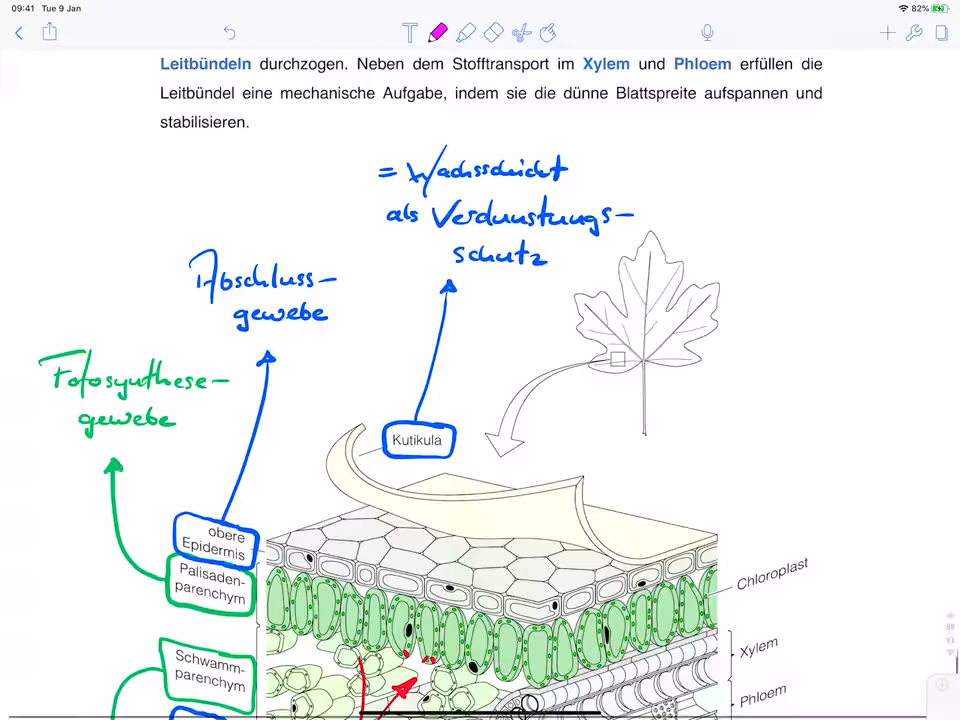 09:41 Tue 9 Jan
82%
Leitbündeln durchzogen. Neben dem Stofftransport im Xylem und Phloem erfüllen die
Leitbündel eine mechanische Aufgabe, indem sie die dünne Blattspreite aufspannen und
stabilisieren.
= Wachsschicht
als Verdunstungs-
schutz
Abschluss-
gewebe
Fotosynthese-
gewebe
Kutikula
obere
Epidermis
Palisaden-
parenchym
Chloroplast
Schwamm-
parenchym
Xylem
Phloem